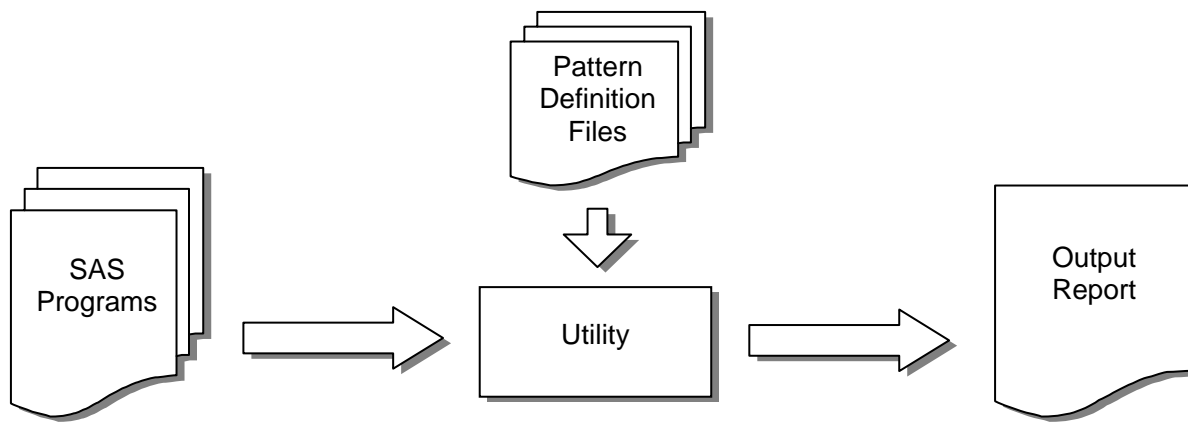 Pattern
Definition
Files
SAS
Programs
Utility
Output
Report